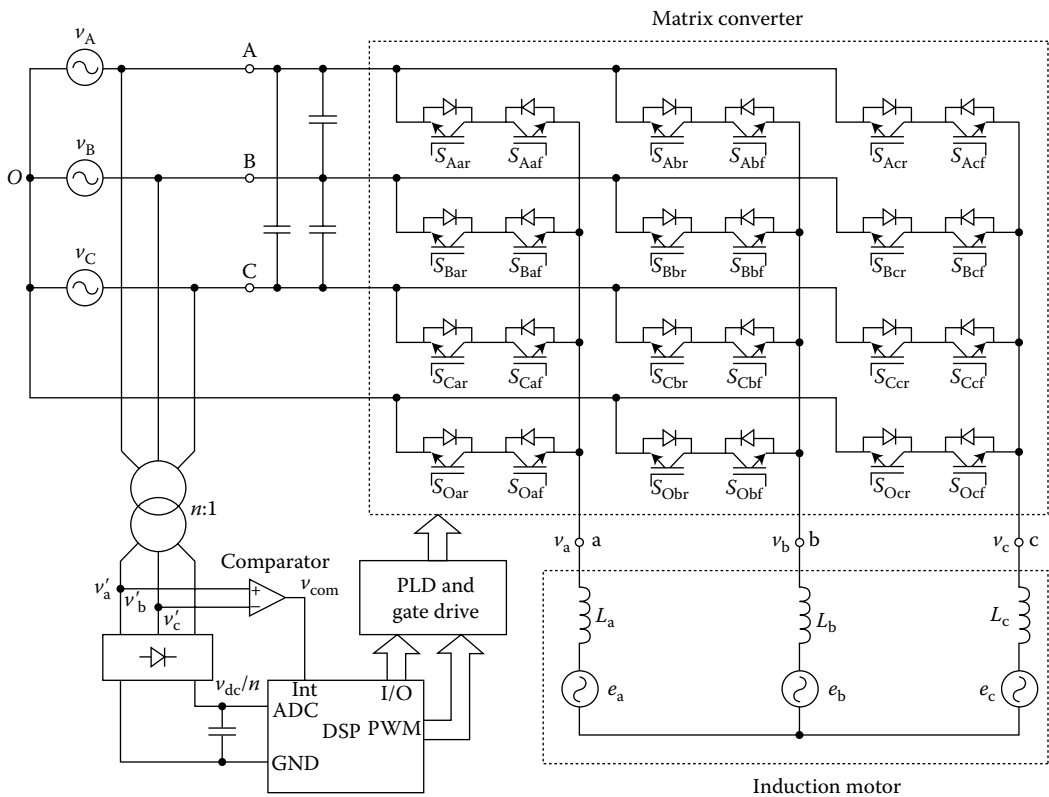 Matrix converter
v_A
A
S_Aar S_Aaf S_Abr S_Abf S_Acr S_Acf
v_B
O
B
S_Bar S_Baf S_Bbr S_Bbf S_Bcr S_Bcf
v_C
C
S_Car S_Caf S_Cbr S_Cbf S_Ccr S_Ccf
S_Oar S_Oaf S_Obr S_Obf S_Ocr S_Ocf
n:1
v_a a v_b b v_c c
Comparator
v_com
+
−
v'_a v'_b v'_c
PLD and
gate drive
L_a L_b L_c
e_a e_b e_c
v_dc/n
Int I/O
ADC
DSP PWM
GND
Induction motor